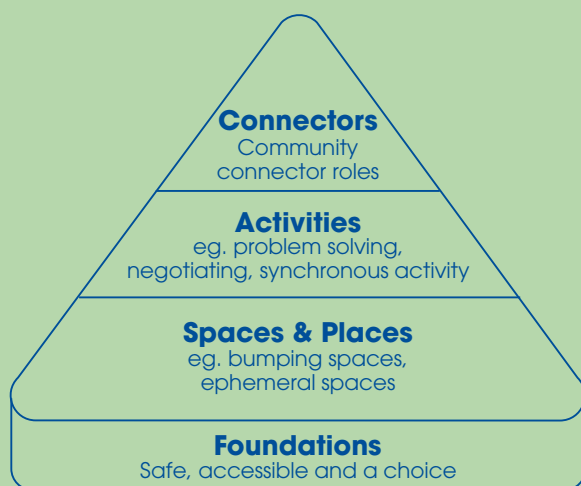 Connectors
Community
connector roles
Activities
eg. problem solving,
negotiating, synchronous activity
Spaces & Places
eg. bumping spaces,
ephemeral spaces
Foundations
Safe, accessible and a choice